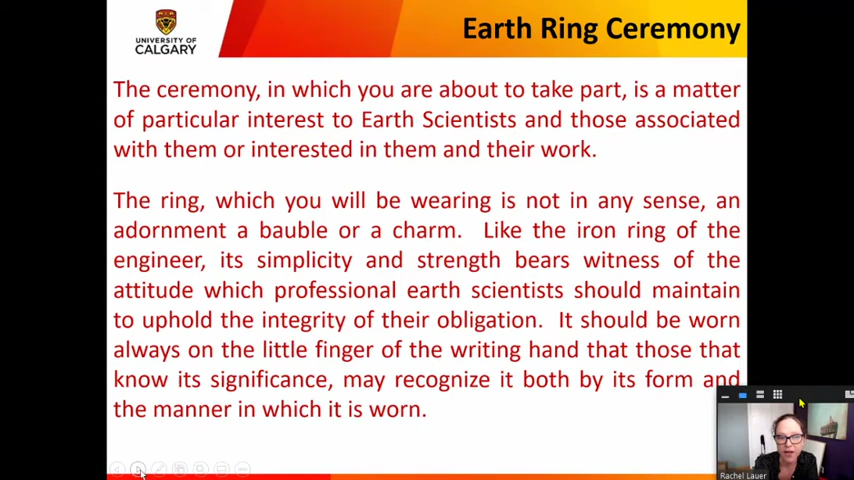 UNIVERSITY OF
CALGARY
Earth Ring Ceremony
The ceremony, in which you are about to take part, is a matter
of particular interest to Earth Scientists and those associated
with them or interested in them and their work.
The ring, which you will be wearing is not in any sense, an
adornment a bauble or a charm. Like the iron ring of the
engineer, its simplicity and strength bears witness of the
attitude which professional earth scientists should maintain
to uphold the integrity of their obligation. It should be worn
always on the little finger of the writing hand that those that
know its significance, may recognize it both by its form and
the manner in which it is worn.
Rachel Lauer